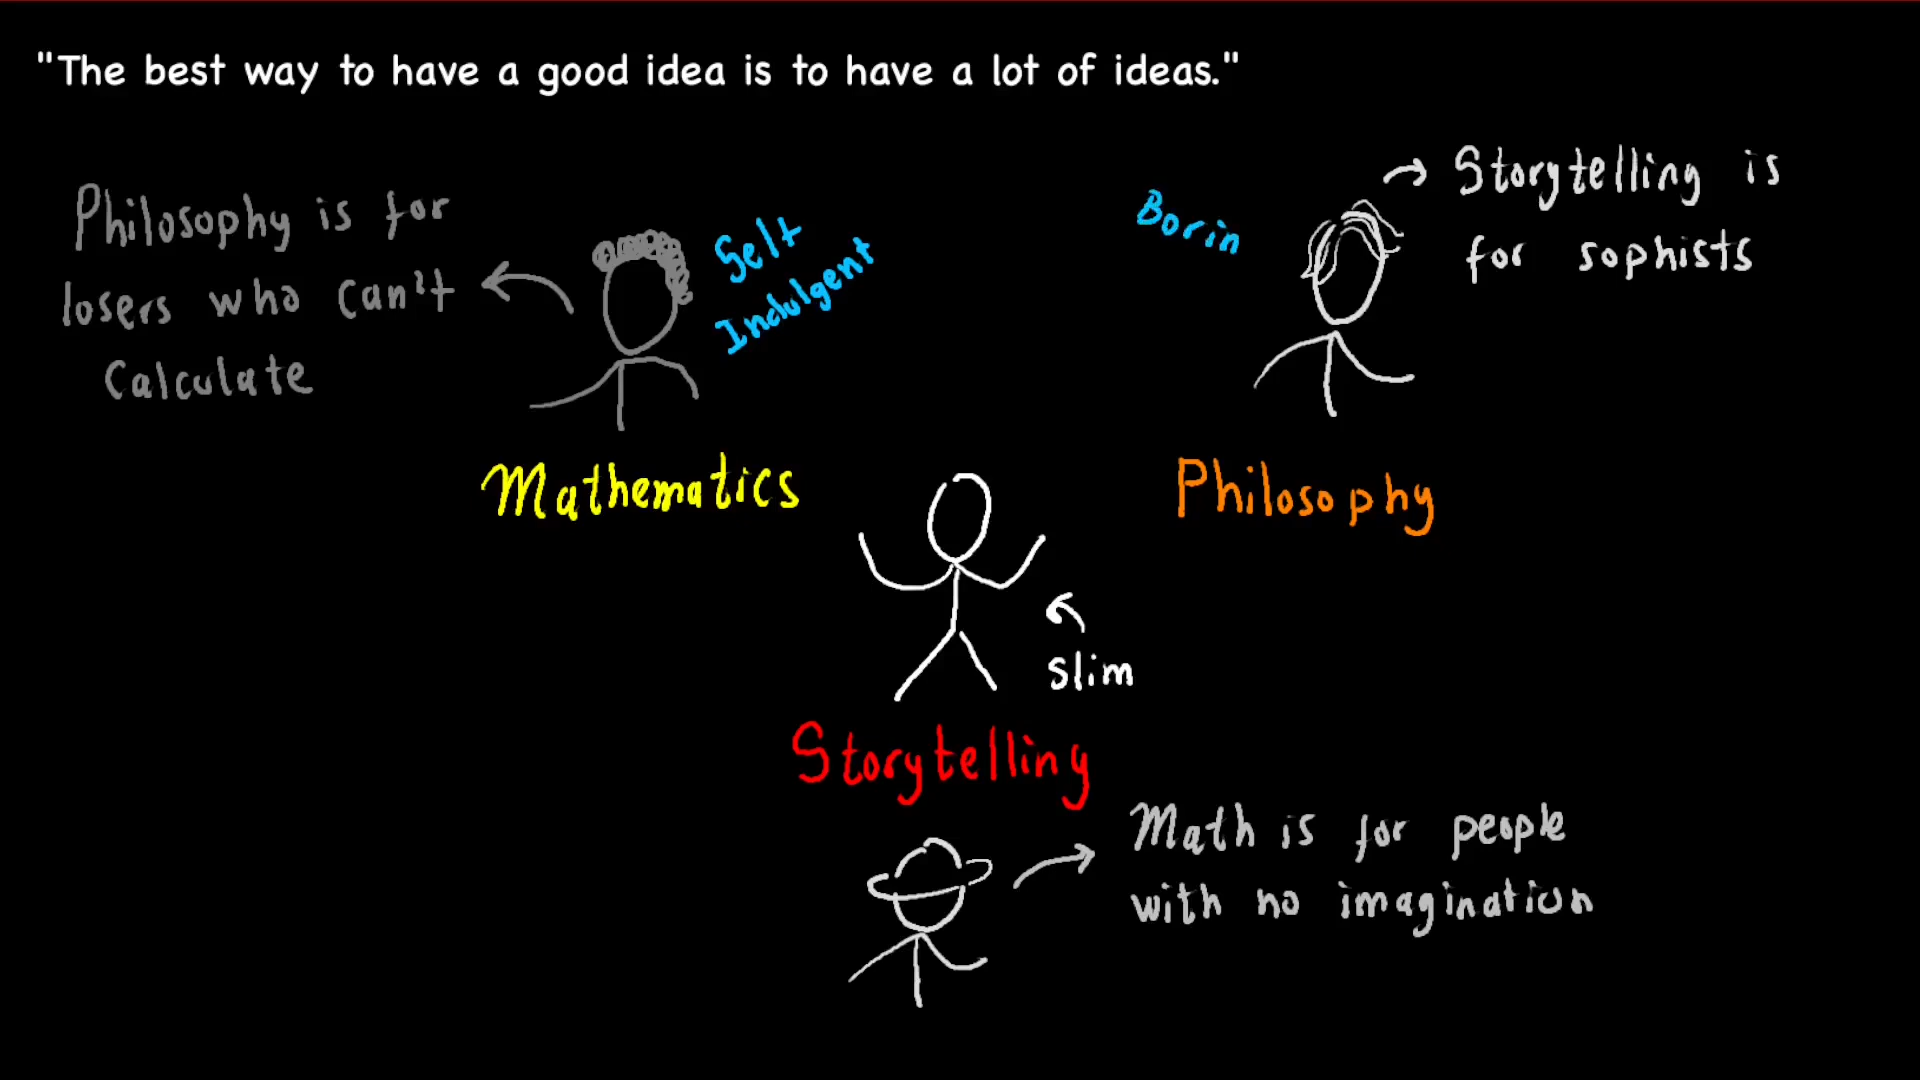 "The best way to have a good idea is to have a lot of ideas."
Philosophy is for
losers who can't
Calculate
Self
Indulgent
Mathematics
Borin
Storytelling is
for sophists
Philosophy
slim
Storytelling
Math is for people
with no imagination